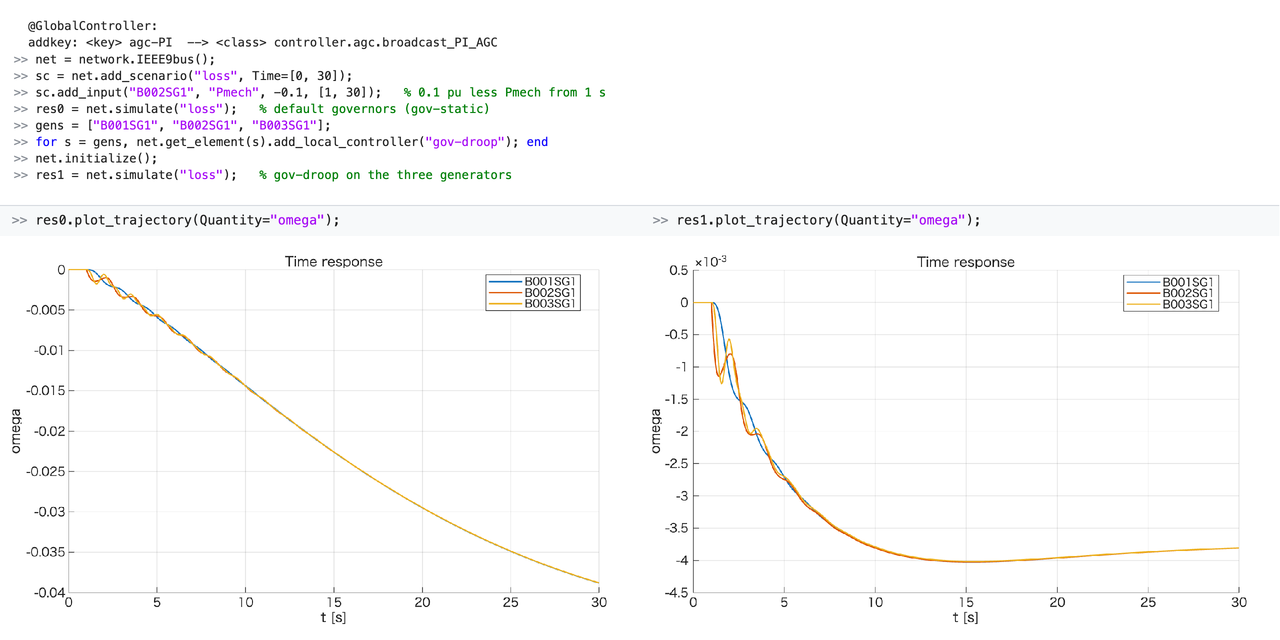 @GlobalController:
addkey: <key> agc-PI  --> <class> controller.agc.broadcast_PI_AGC
>> net = network.IEEE9bus();
>> sc = net.add_scenario("loss", Time=[0, 30]);
>> sc.add_input("B002SG1", "Pmech", -0.1, [1, 30]);   % 0.1 pu less Pmech from 1 s
>> res0 = net.simulate("loss");   % default governors (gov-static)
>> gens = ["B001SG1", "B002SG1", "B003SG1"];
>> for s = gens, net.get_element(s).add_local_controller("gov-droop"); end
>> net.initialize();
>> res1 = net.simulate("loss");   % gov-droop on the three generators
>> res0.plot_trajectory(Quantity="omega");
Time response
B001SG1
B002SG1
B003SG1
0
-0.005
-0.01
-0.015
-0.02
-0.025
-0.03
-0.035
-0.04
omega
0 5 10 15 20 25 30
t [s]
>> res1.plot_trajectory(Quantity="omega");
×10⁻³
Time response
B001SG1
B002SG1
B003SG1
0.5
0
-0.5
-1
-1.5
-2
-2.5
-3
-3.5
-4
-4.5
omega
0 5 10 15 20 25 30
t [s]